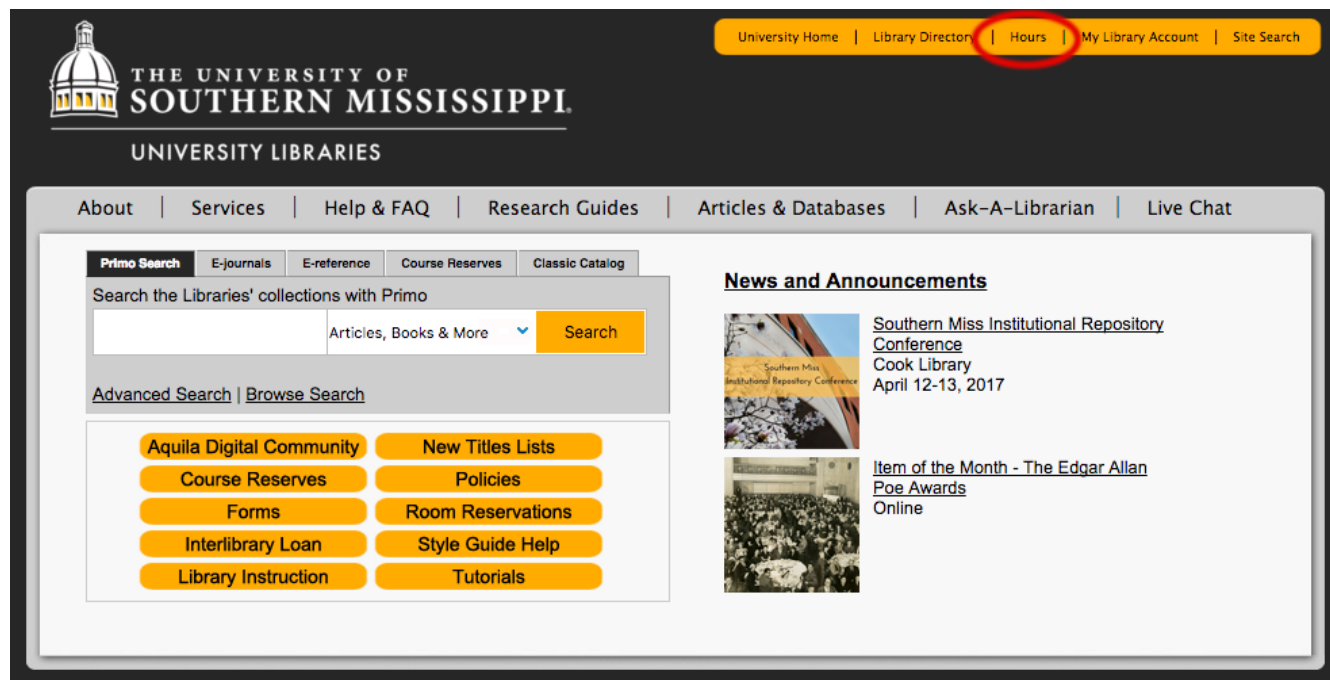 University Home | Library Directory | Hours | My Library Account | Site Search
THE UNIVERSITY OF
SOUTHERN MISSISSIPPI.
UNIVERSITY LIBRARIES
About | Services | Help & FAQ | Research Guides | Articles & Databases | Ask-A-Librarian | Live Chat
Primo Search E-journals E-reference Course Reserves Classic Catalog
Search the Libraries' collections with Primo
Articles, Books & More Search
Advanced Search | Browse Search
Aquila Digital Community New Titles Lists
Course Reserves Policies
Forms Room Reservations
Interlibrary Loan Style Guide Help
Library Instruction Tutorials
News and Announcements
Southern Miss
Institutional Repository Conference
Southern Miss Institutional Repository
Conference
Cook Library
April 12-13, 2017
Item of the Month - The Edgar Allan
Poe Awards
Online